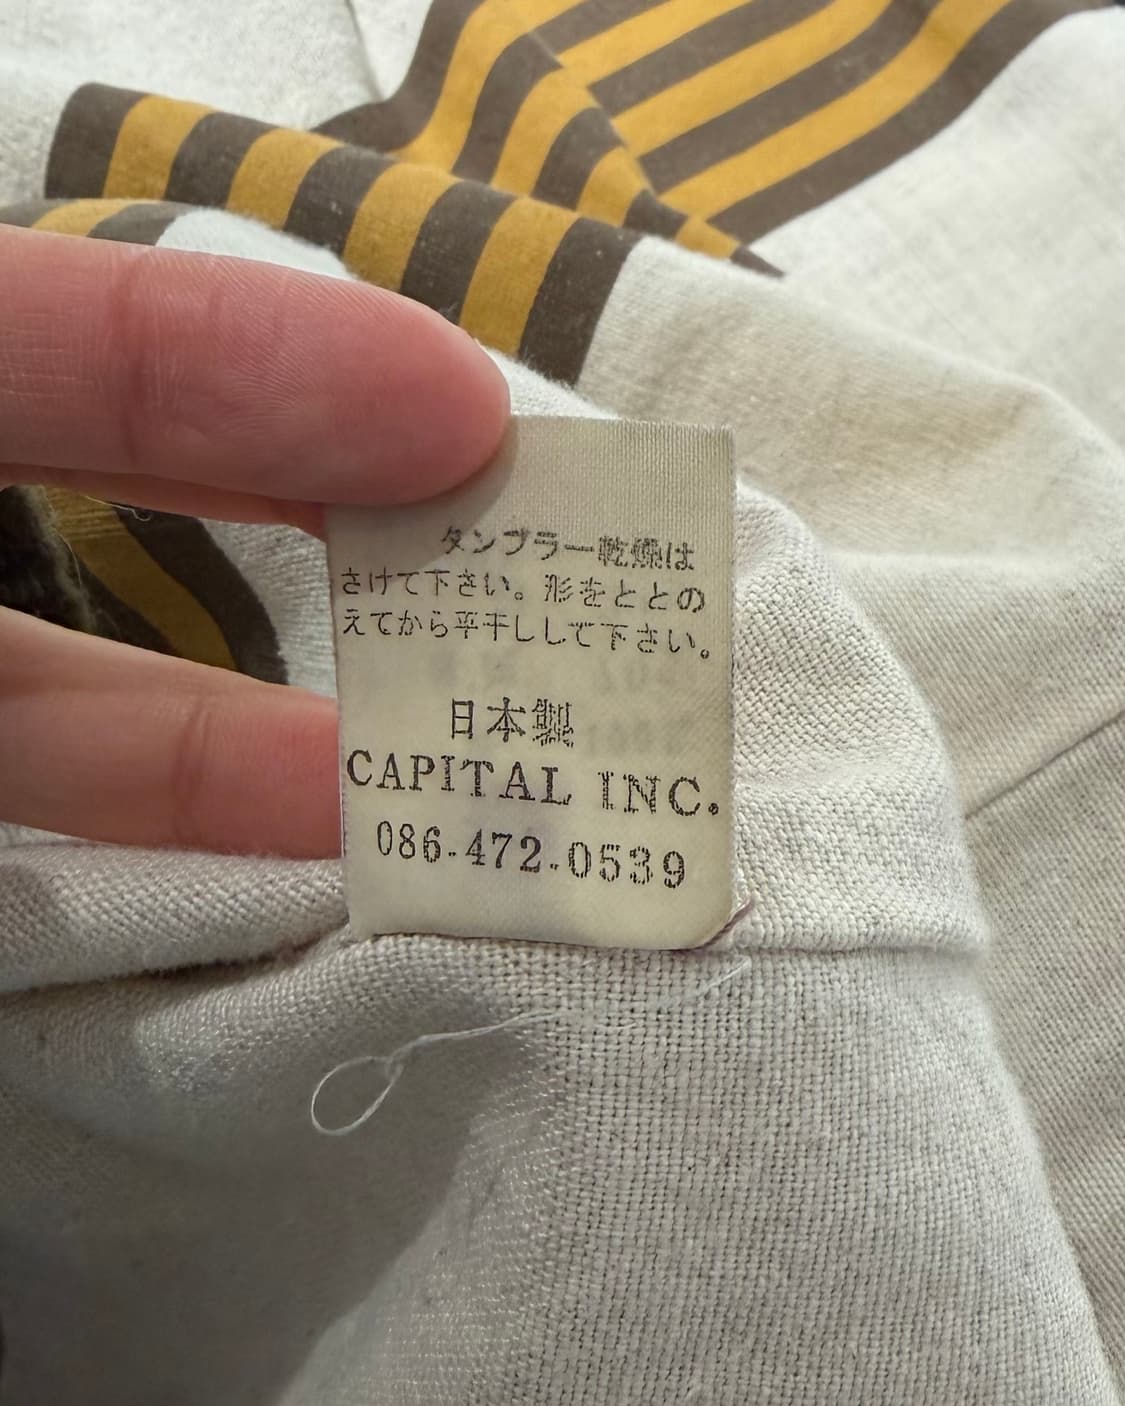 タンブラー乾燥は
さけて下さい。形をととの
えてから平干しして下さい。
日本製
CAPITAL INC.
086-472-0539